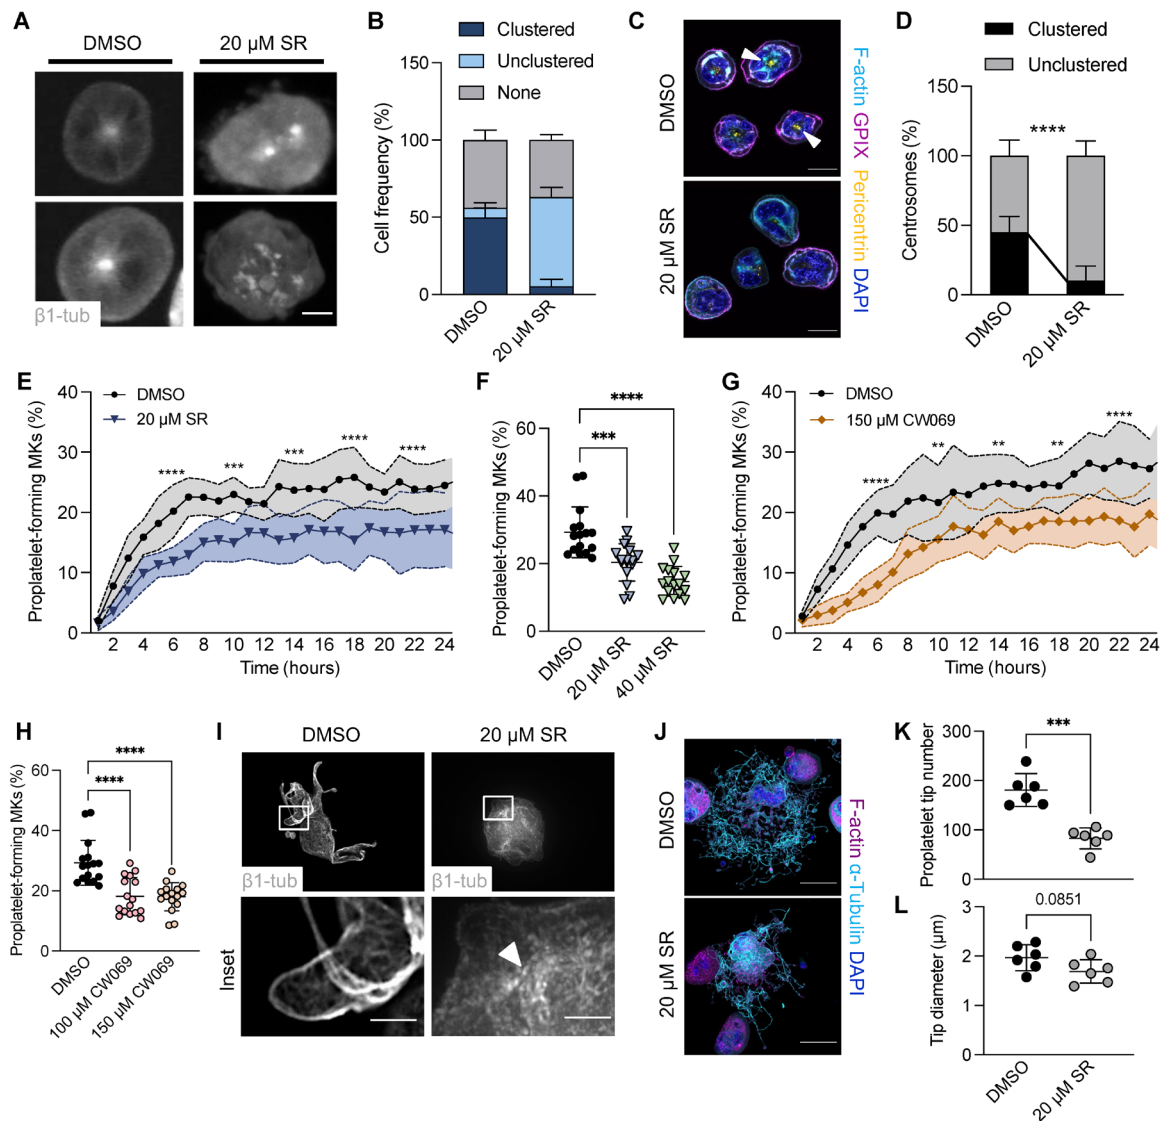 A
DMSO
20 µM SR
β1-tub
B
Clustered
Unclustered
None
Cell frequency (%)
150
100
50
0
DMSO
20 µM SR
C
DMSO
20 µM SR
F-actin GPIX Pericentrin DAPI
D
Clustered
Unclustered
Centrosomes (%)
150
100
50
0
****
DMSO
20 µM SR
E
Proplatelet-forming MKs (%)
40
30
20
10
0
DMSO
20 µM SR
**** *** *** **** ****
2 4 6 8 10 12 14 16 18 20 22 24
Time (hours)
F
Proplatelet-forming MKs (%)
60
40
20
0
****
***
DMSO
20 µM SR
40 µM SR
G
Proplatelet-forming MKs (%)
40
30
20
10
0
DMSO
150 µM CW069
**** ** ** ** ****
2 4 6 8 10 12 14 16 18 20 22 24
Time (hours)
H
Proplatelet-forming MKs (%)
60
40
20
0
****
****
DMSO
100 µM CW069
150 µM CW069
I
DMSO
20 µM SR
β1-tub
β1-tub
Inset
J
DMSO
20 µM SR
F-actin α-Tubulin DAPI
K
Proplatelet tip number
300
200
100
0
***
L
Tip diameter (µm)
3
2
1
0
0.0851
DMSO
20 µM SR